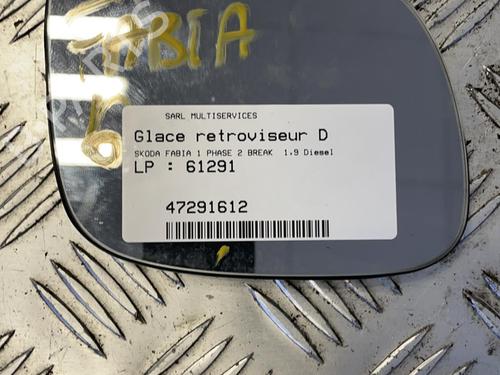 FABIA
SARL MULTISERVICES
Glace retroviseur D
SKODA FABIA 1 PHASE 2 BREAK 1.9 Diesel
LP : 61291
47291612